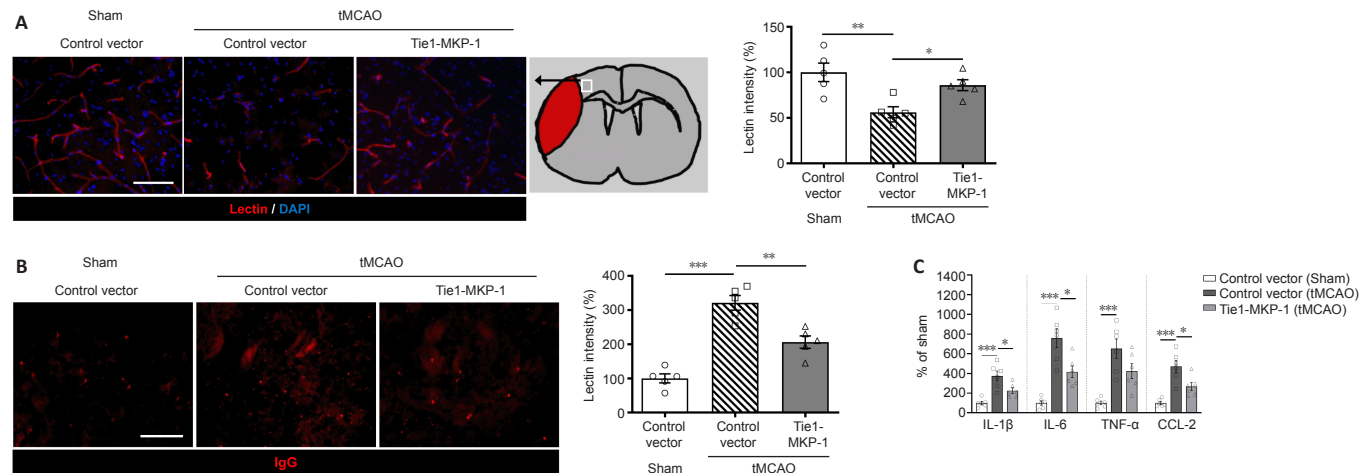 A
Sham
tMCAO
Control vector
Control vector
Tie1-MKP-1
Lectin / DAPI
Lectin intensity (%)
150
100
50
0
**
*
Control
vector
Control
vector
Tie1-
MKP-1
Sham
tMCAO
B
Sham
tMCAO
Control vector
Control vector
Tie1-MKP-1
IgG
Lectin intensity (%)
400
300
200
100
0
***
**
Control
vector
Control
vector
Tie1-
MKP-1
Sham
tMCAO
C
% of sham
1400
1200
1000
800
600
400
200
0
*** *
*** *
***
*** *
IL-1β IL-6 TNF-α CCL-2
Control vector (Sham)
Control vector (tMCAO)
Tie1-MKP-1 (tMCAO)